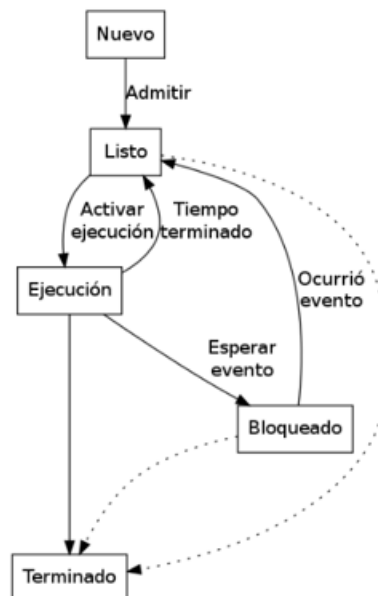 Nuevo
Admitir
Listo
Activar
ejecución
Tiempo
terminado
Ejecución
Ocurrió
evento
Esperar
evento
Bloqueado
Terminado